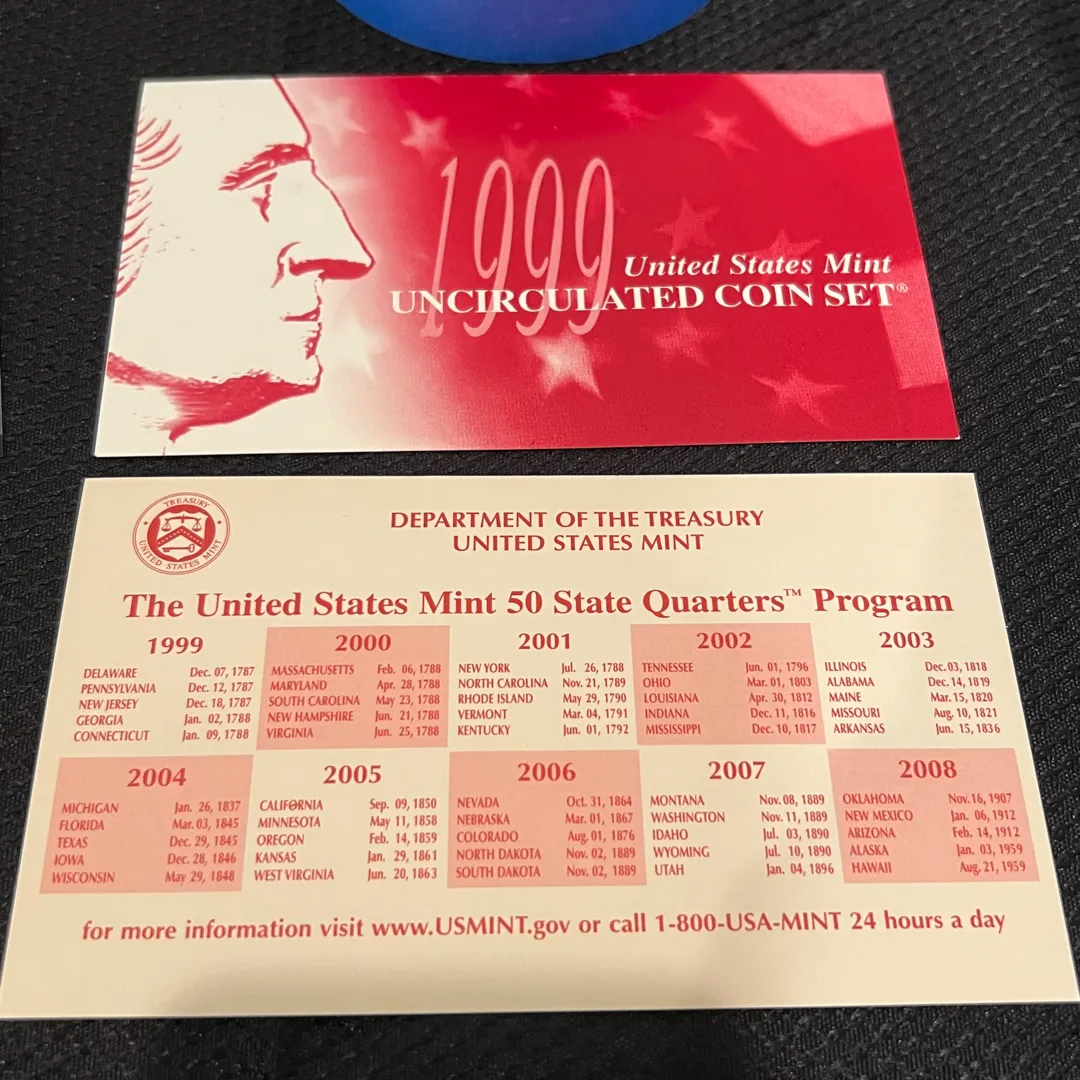 1999
United States Mint
UNCIRCULATED COIN SET®
TREASURY
UNITED STATES MINT
DEPARTMENT OF THE TREASURY
UNITED STATES MINT
The United States Mint 50 State Quarters™ Program
1999
DELAWARE Dec. 07, 1787
PENNSYLVANIA Dec. 12, 1787
NEW JERSEY Dec. 18, 1787
GEORGIA Jan. 02, 1788
CONNECTICUT Jan. 09, 1788
2000
MASSACHUSETTS Feb. 06, 1788
MARYLAND Apr. 28, 1788
SOUTH CAROLINA May 23, 1788
NEW HAMPSHIRE Jun. 21, 1788
VIRGINIA Jun. 25, 1788
2001
NEW YORK Jul. 26, 1788
NORTH CAROLINA Nov. 21, 1789
RHODE ISLAND May 29, 1790
VERMONT Mar. 04, 1791
KENTUCKY Jun. 01, 1792
2002
TENNESSEE Jun. 01, 1796
OHIO Mar. 01, 1803
LOUISIANA Apr. 30, 1812
INDIANA Dec. 11, 1816
MISSISSIPPI Dec. 10, 1817
2003
ILLINOIS Dec. 03, 1818
ALABAMA Dec. 14, 1819
MAINE Mar. 15, 1820
MISSOURI Aug. 10, 1821
ARKANSAS Jun. 15, 1836
2004
MICHIGAN Jan. 26, 1837
FLORIDA Mar. 03, 1845
TEXAS Dec. 29, 1845
IOWA Dec. 28, 1846
WISCONSIN May 29, 1848
2005
CALIFORNIA Sep. 09, 1850
MINNESOTA May 11, 1858
OREGON Feb. 14, 1859
KANSAS Jan. 29, 1861
WEST VIRGINIA Jun. 20, 1863
2006
NEVADA Oct. 31, 1864
NEBRASKA Mar. 01, 1867
COLORADO Aug. 01, 1876
NORTH DAKOTA Nov. 02, 1889
SOUTH DAKOTA Nov. 02, 1889
2007
MONTANA Nov. 08, 1889
WASHINGTON Nov. 11, 1889
IDAHO Jul. 03, 1890
WYOMING Jul. 10, 1890
UTAH Jan. 04, 1896
2008
OKLAHOMA Nov. 16, 1907
NEW MEXICO Jan. 06, 1912
ARIZONA Feb. 14, 1912
ALASKA Jan. 03, 1959
HAWAII Aug. 21, 1959
for more information visit www.USMINT.gov or call 1-800-USA-MINT 24 hours a day